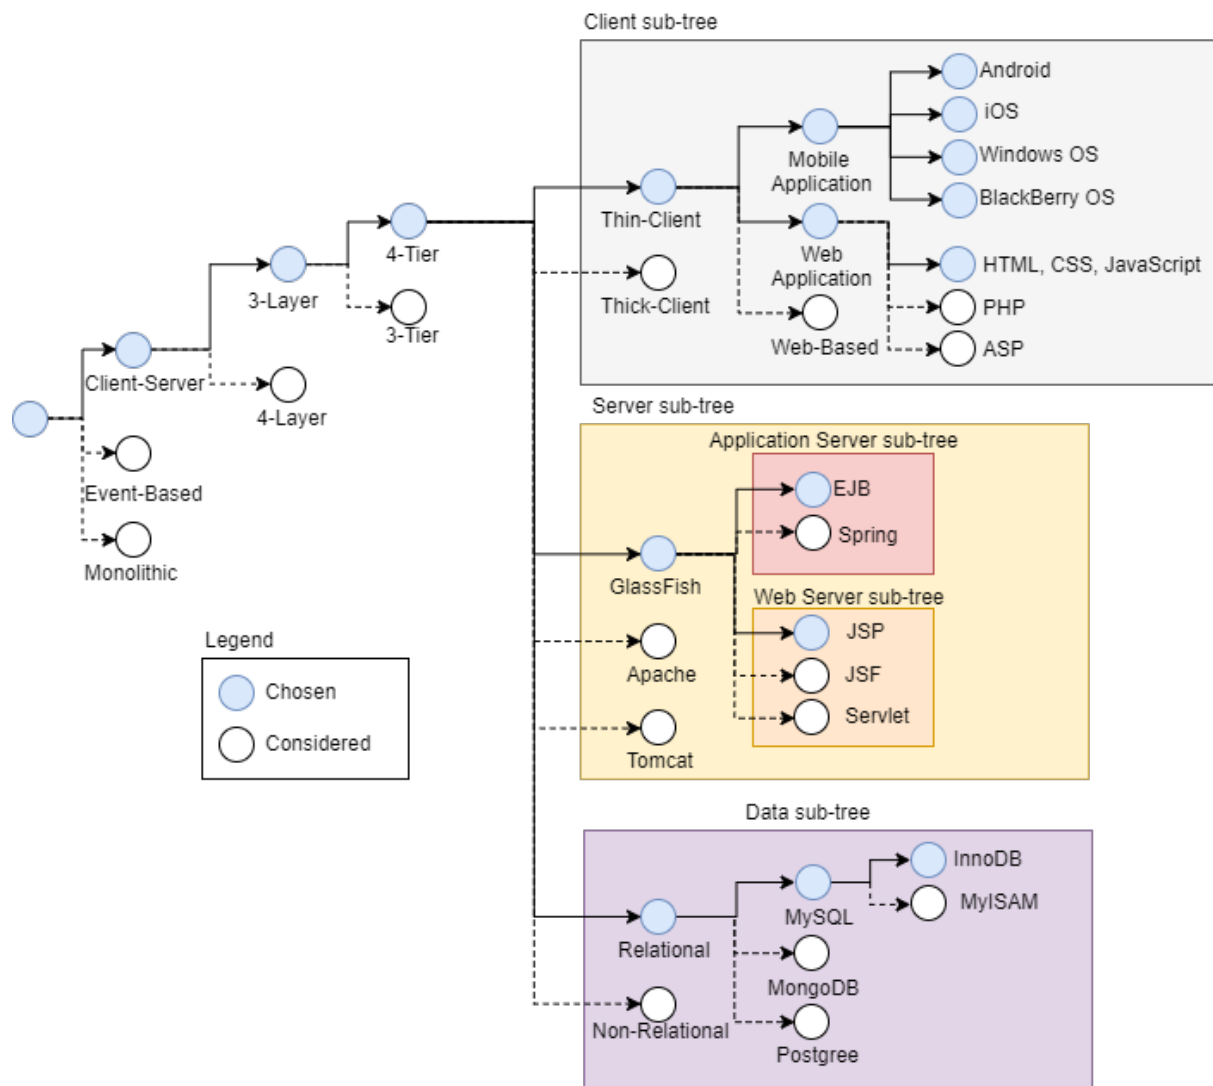 Client sub-tree
Android
iOS
Mobile
Application
Windows OS
BlackBerry OS
Thin-Client
4-Tier
Web
Application
HTML, CSS, JavaScript
3-Layer
Thick-Client
PHP
3-Tier
Web-Based
ASP
Client-Server
4-Layer
Server sub-tree
Application Server sub-tree
Event-Based
EJB
Spring
Monolithic
GlassFish
Web Server sub-tree
Legend
JSP
Apache
JSF
Chosen
Servlet
Considered
Tomcat
Data sub-tree
InnoDB
MyISAM
MySQL
Relational
MongoDB
Non-Relational
Postgree